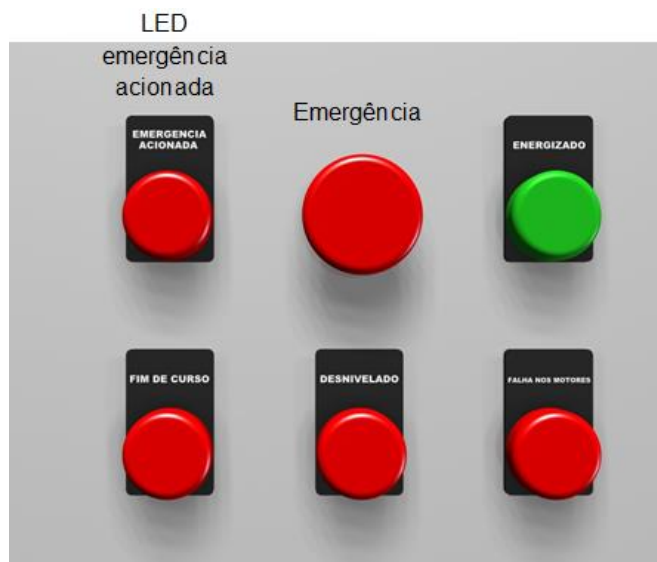 LED
emergência
acionada
Emergência
EMERGENCIA
ACIONADA
ENERGIZADO
FIM DE CURSO
DESNIVELADO
FALHA NOS MOTORES